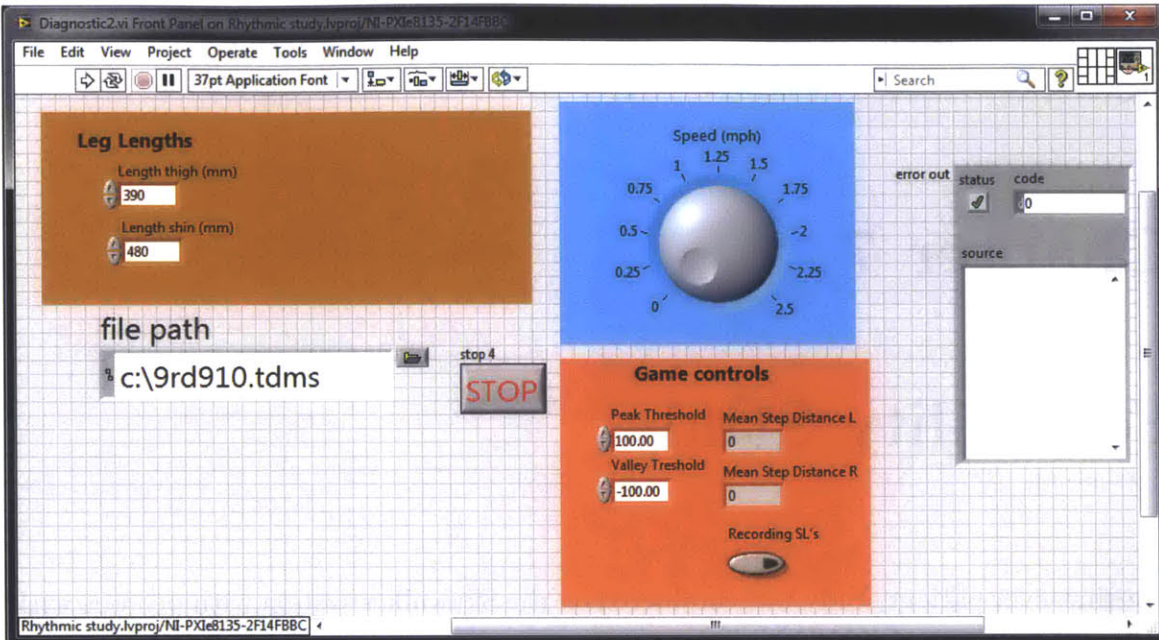 Diagnostic2.vi Front Panel on Rhythmic study.lvproj/NI-PXIe8135-2F14FBBC
File Edit View Project Operate Tools Window Help
37pt Application Font
Search
1
Leg Lengths
Length thigh (mm)
390
Length shin (mm)
480
file path
c:\9rd910.tdms
stop 4
STOP
Speed (mph)
0
0.25
0.5
0.75
1
1.25
1.5
1.75
2
2.25
2.5
Game controls
Peak Threshold
100.00
Valley Treshold
-100.00
Mean Step Distance L
0
Mean Step Distance R
0
Recording SL's
error out
status code
0
source
Rhythmic study.lvproj/NI-PXIe8135-2F14FBBC